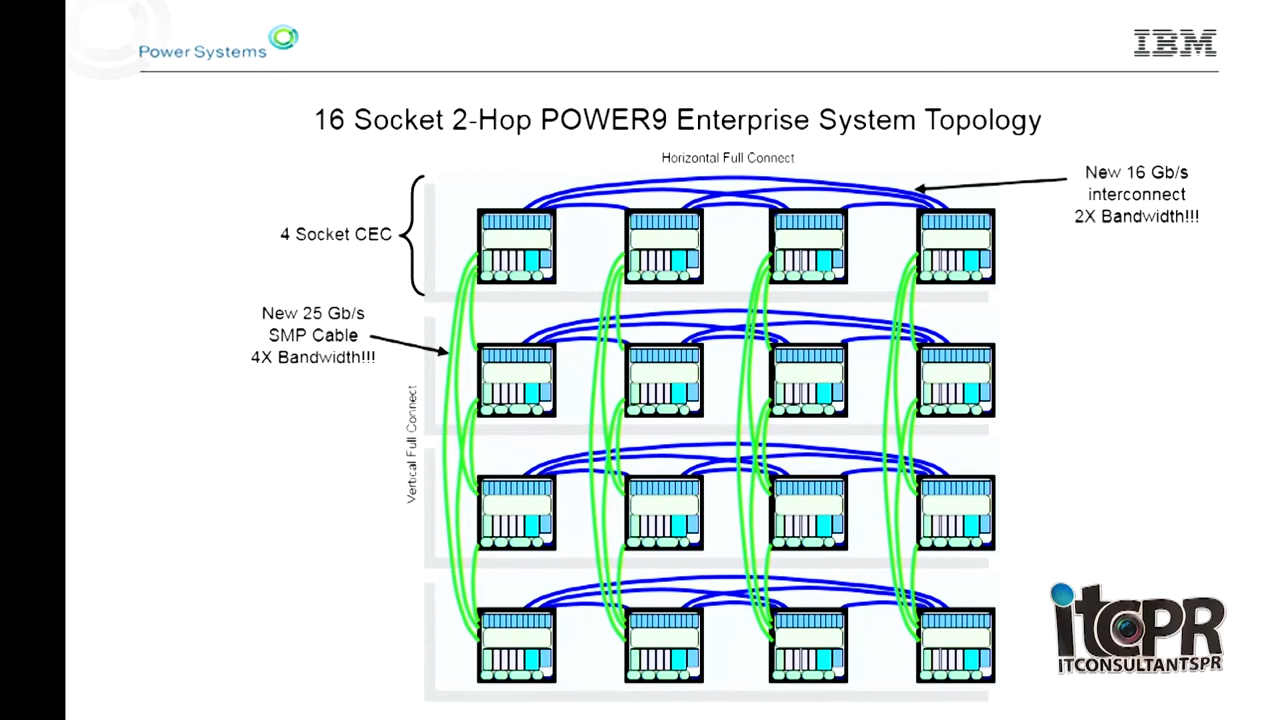 Power Systems
IBM
16 Socket 2-Hop POWER9 Enterprise System Topology
Horizontal Full Connect
New 16 Gb/s
interconnect
2X Bandwidth!!!
4 Socket CEC
New 25 Gb/s
SMP Cable
4X Bandwidth!!!
Vertical Full Connect
itCPR
ITCONSULTANTSPR